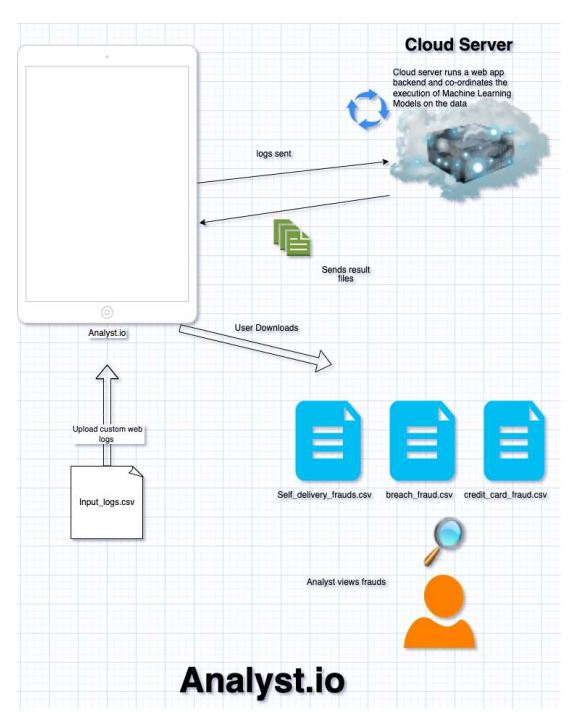 Cloud Server
Cloud server runs a web app
backend and co-ordinates the
execution of Machine Learning
Models on the data
logs sent
Sends result
files
Analyst.io
User Downloads
Upload custom web
logs
Input_logs.csv
Self_delivery_frauds.csv
breach_fraud.csv
credit_card_fraud.csv
Analyst views frauds
Analyst.io